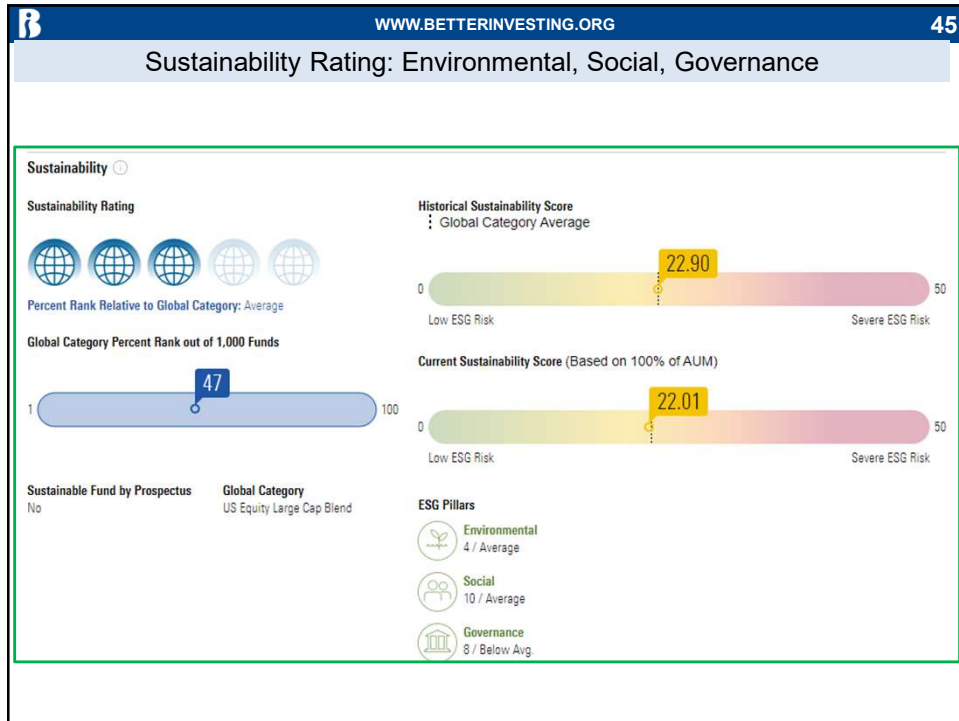 WWW.BETTERINVESTING.ORG
45
Sustainability Rating: Environmental, Social, Governance
Sustainability
Sustainability Rating
Percent Rank Relative to Global Category: Average
Global Category Percent Rank out of 1,000 Funds
47
1
100
Sustainable Fund by Prospectus
No
Global Category
US Equity Large Cap Blend
Historical Sustainability Score
Global Category Average
22.90
0
50
Low ESG Risk
Severe ESG Risk
Current Sustainability Score (Based on 100% of AUM)
22.01
0
50
Low ESG Risk
Severe ESG Risk
ESG Pillars
Environmental
4 / Average
Social
10 / Average
Governance
8 / Below Avg.